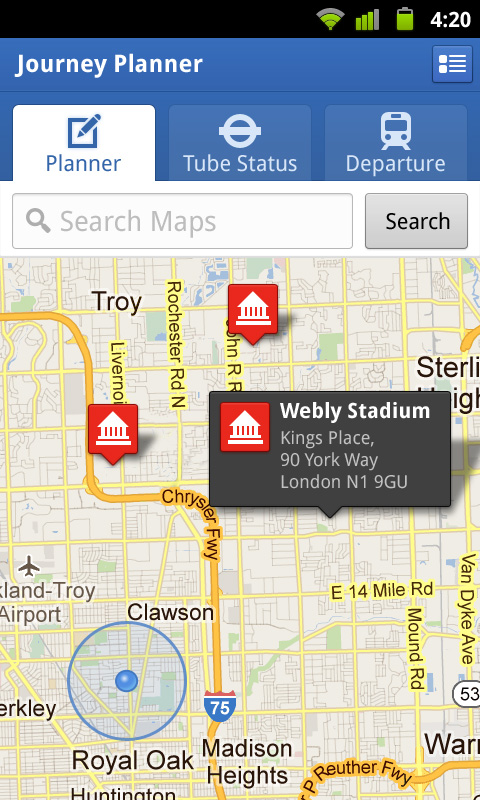 4:20
Journey Planner
Planner
Tube Status
Departure
Search Maps
Search
Troy
Rochester Rd N
John R R
Livernoi
Sterli
Heigh
Webly Stadium
Kings Place,
90 York Way
London N1 9GU
Chrysler Fwy
kland-Troy
Airport
E 14 Mile Rd
Van Dyke Ave
Clawson
Mound Rd
53
75
erkley
Royal Oak
Madison
Heights
Warr
P Reuther Fwy
Huntington